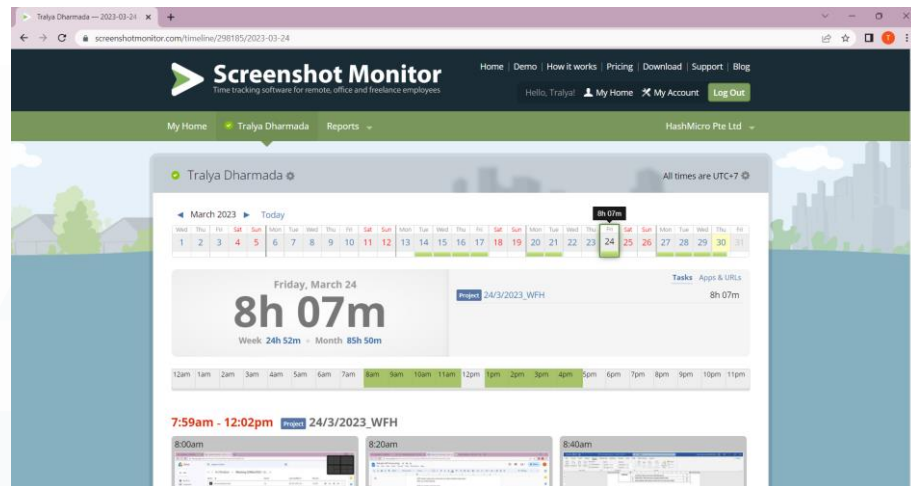 Tralya Dharmada — 2023-03-24
screenshotmonitor.com/timeline/298185/2023-03-24
Screenshot Monitor
Time tracking software for remote, office and freelance employees
Home | Demo | How it works | Pricing | Download | Support | Blog
Hello, Tralya! My Home My Account Log Out
My Home Tralya Dharmada Reports HashMicro Pte Ltd
Tralya Dharmada All times are UTC+7
March 2023 Today
8h 07m
Wed Thu Fri Sat Sun Mon Tue Wed Thu Fri Sat Sun Mon Tue Wed Thu Fri Sat Sun Mon Tue Wed Thu Fri Sat Sun Mon Tue Wed Thu Fri
1 2 3 4 5 6 7 8 9 10 11 12 13 14 15 16 17 18 19 20 21 22 23 24 25 26 27 28 29 30 31
Friday, March 24
8h 07m
Week 24h 52m - Month 85h 50m
Tasks Apps & URLs
Project 24/3/2023_WFH 8h 07m
12am 1am 2am 3am 4am 5am 6am 7am 8am 9am 10am 11am 12pm 1pm 2pm 3pm 4pm 5pm 6pm 7pm 8pm 9pm 10pm 11pm
7:59am - 12:02pm Project 24/3/2023_WFH
8:00am 8:20am 8:40am